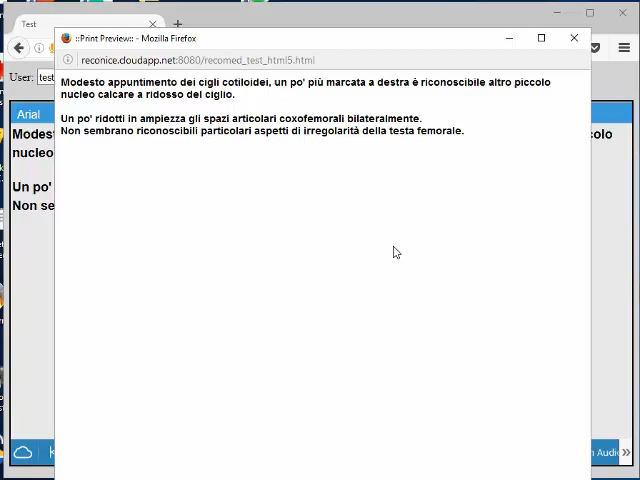 Test
::Print Preview:: - Mozilla Firefox
reconice.cloudapp.net:8080/recomed_test_html5.html
User: test
Arial
Modesto appuntimento dei cigli cotiloidei, un po' più marcata a destra è riconoscibile altro piccolo
nucleo calcare a ridosso del ciglio.
Un po' ridotti in ampiezza gli spazi articolari coxofemorali bilateralmente.
Non sembrano riconoscibili particolari aspetti di irregolarità della testa femorale.
Modest
olo
nucleo
Un po'
Non se
K
n Audi
»